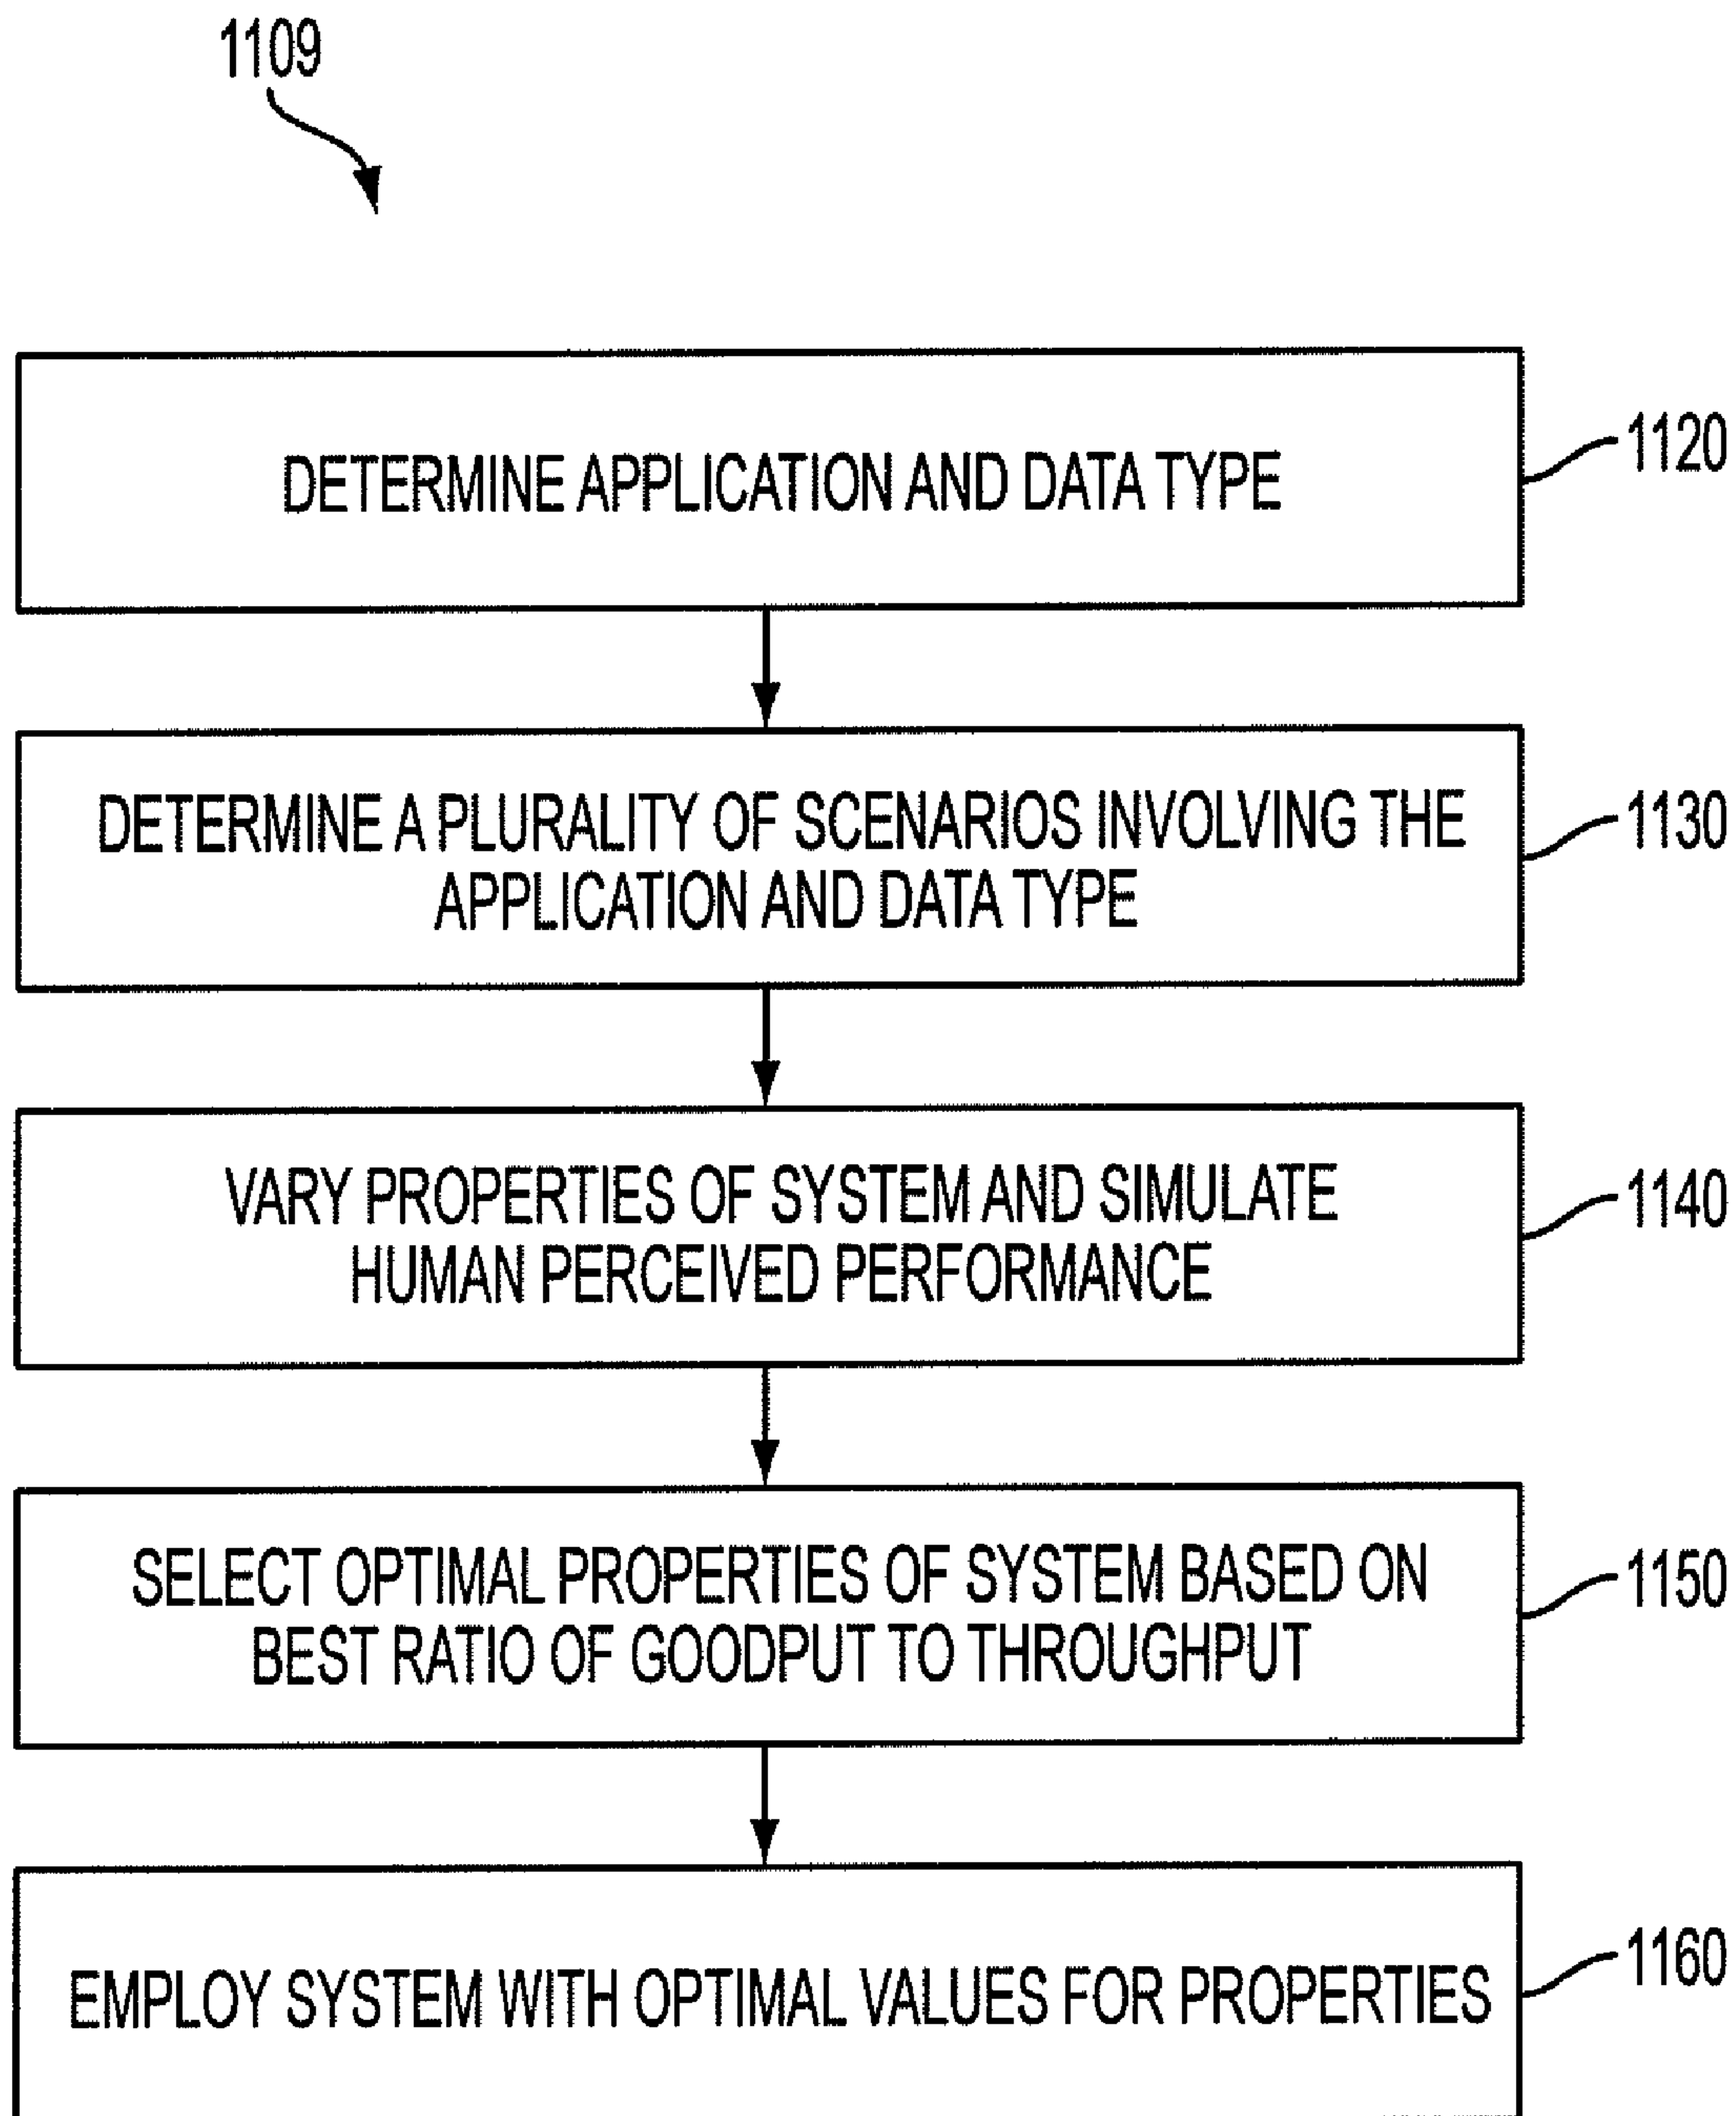 1109
DETERMINE APPLICATION AND DATA TYPE
1120
DETERMINE A PLURALITY OF SCENARIOS INVOLVING THE
APPLICATION AND DATA TYPE
1130
VARY PROPERTIES OF SYSTEM AND SIMULATE
HUMAN PERCEIVED PERFORMANCE
1140
SELECT OPTIMAL PROPERTIES OF SYSTEM BASED ON
BEST RATIO OF GOODPUT TO THROUGHPUT
1150
EMPLOY SYSTEM WITH OPTIMAL VALUES FOR PROPERTIES
1160